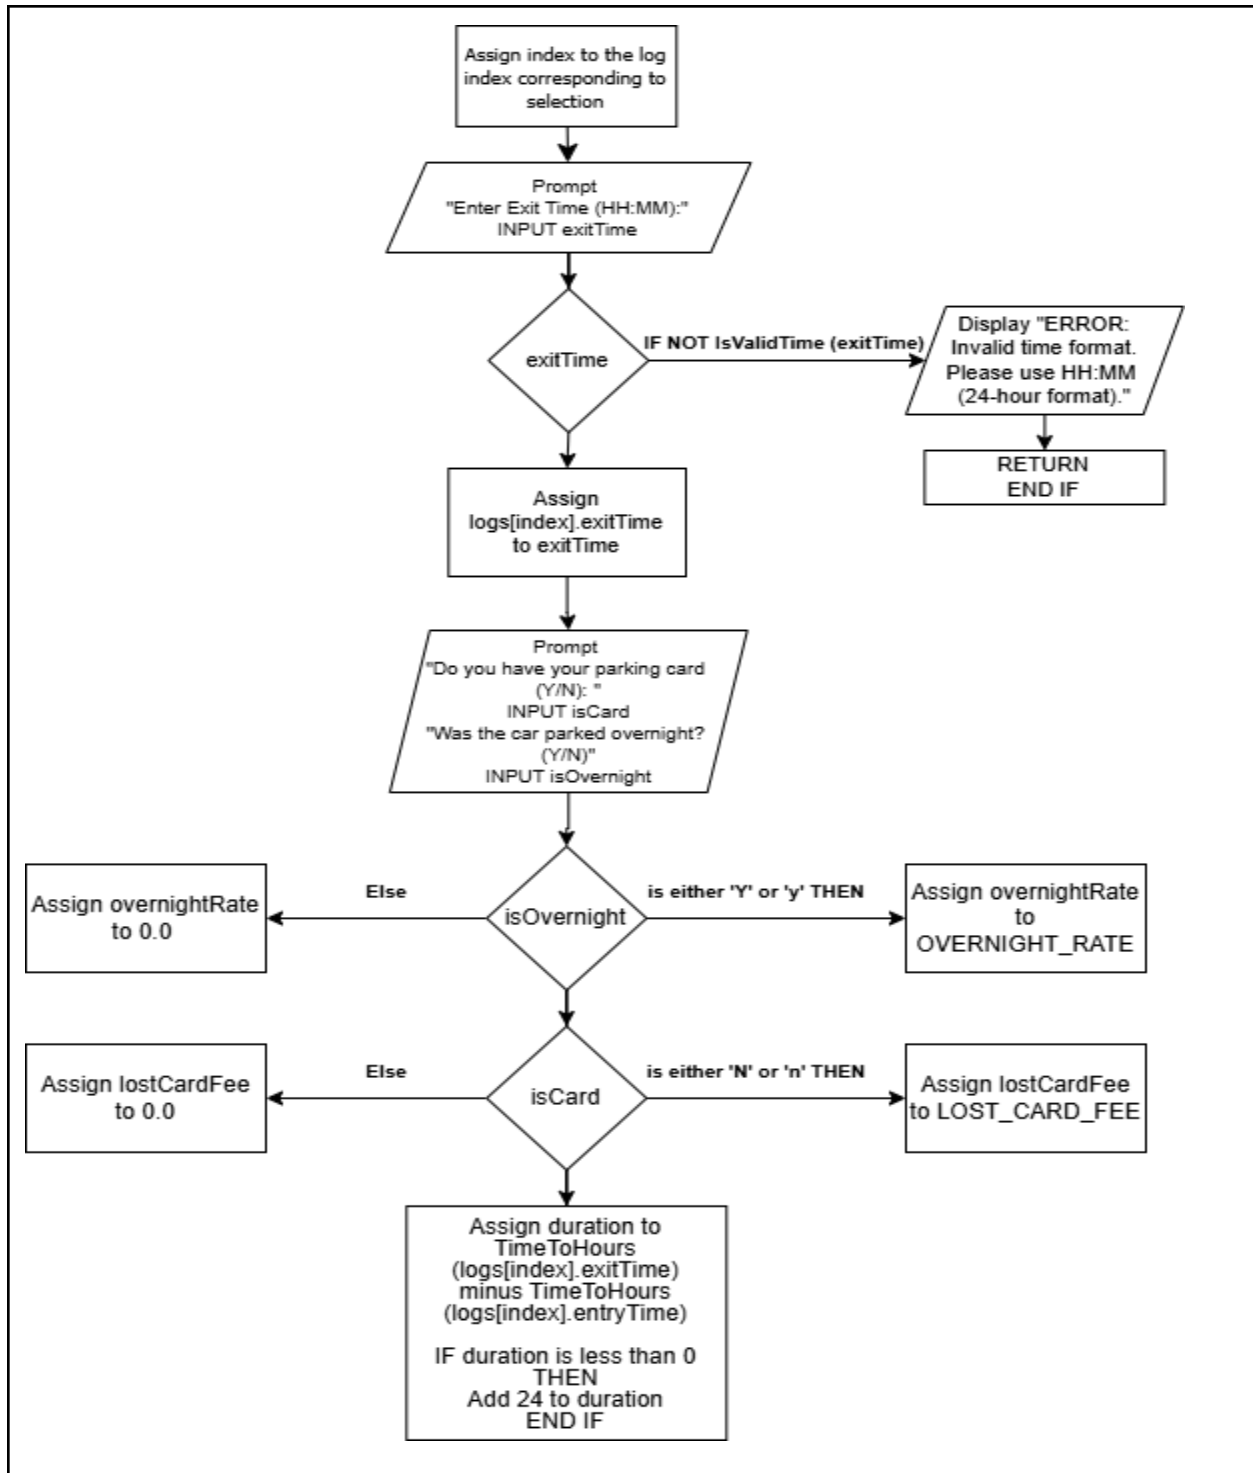 Assign index to the log
index corresponding to
selection
Prompt
"Enter Exit Time (HH:MM):"
INPUT exitTime
exitTime
IF NOT IsValidTime (exitTime)
Display "ERROR:
Invalid time format.
Please use HH:MM
(24-hour format)."
RETURN
END IF
Assign
logs[index].exitTime
to exitTime
Prompt
"Do you have your parking card
(Y/N): "
INPUT isCard
"Was the car parked overnight?
(Y/N)"
INPUT isOvernight
Assign overnightRate
to 0.0
Else
isOvernight
is either 'Y' or 'y' THEN
Assign overnightRate
to
OVERNIGHT_RATE
Assign lostCardFee
to 0.0
Else
isCard
is either 'N' or 'n' THEN
Assign lostCardFee
to LOST_CARD_FEE
Assign duration to
TimeToHours
(logs[index].exitTime)
minus TimeToHours
(logs[index].entryTime)
IF duration is less than 0
THEN
Add 24 to duration
END IF